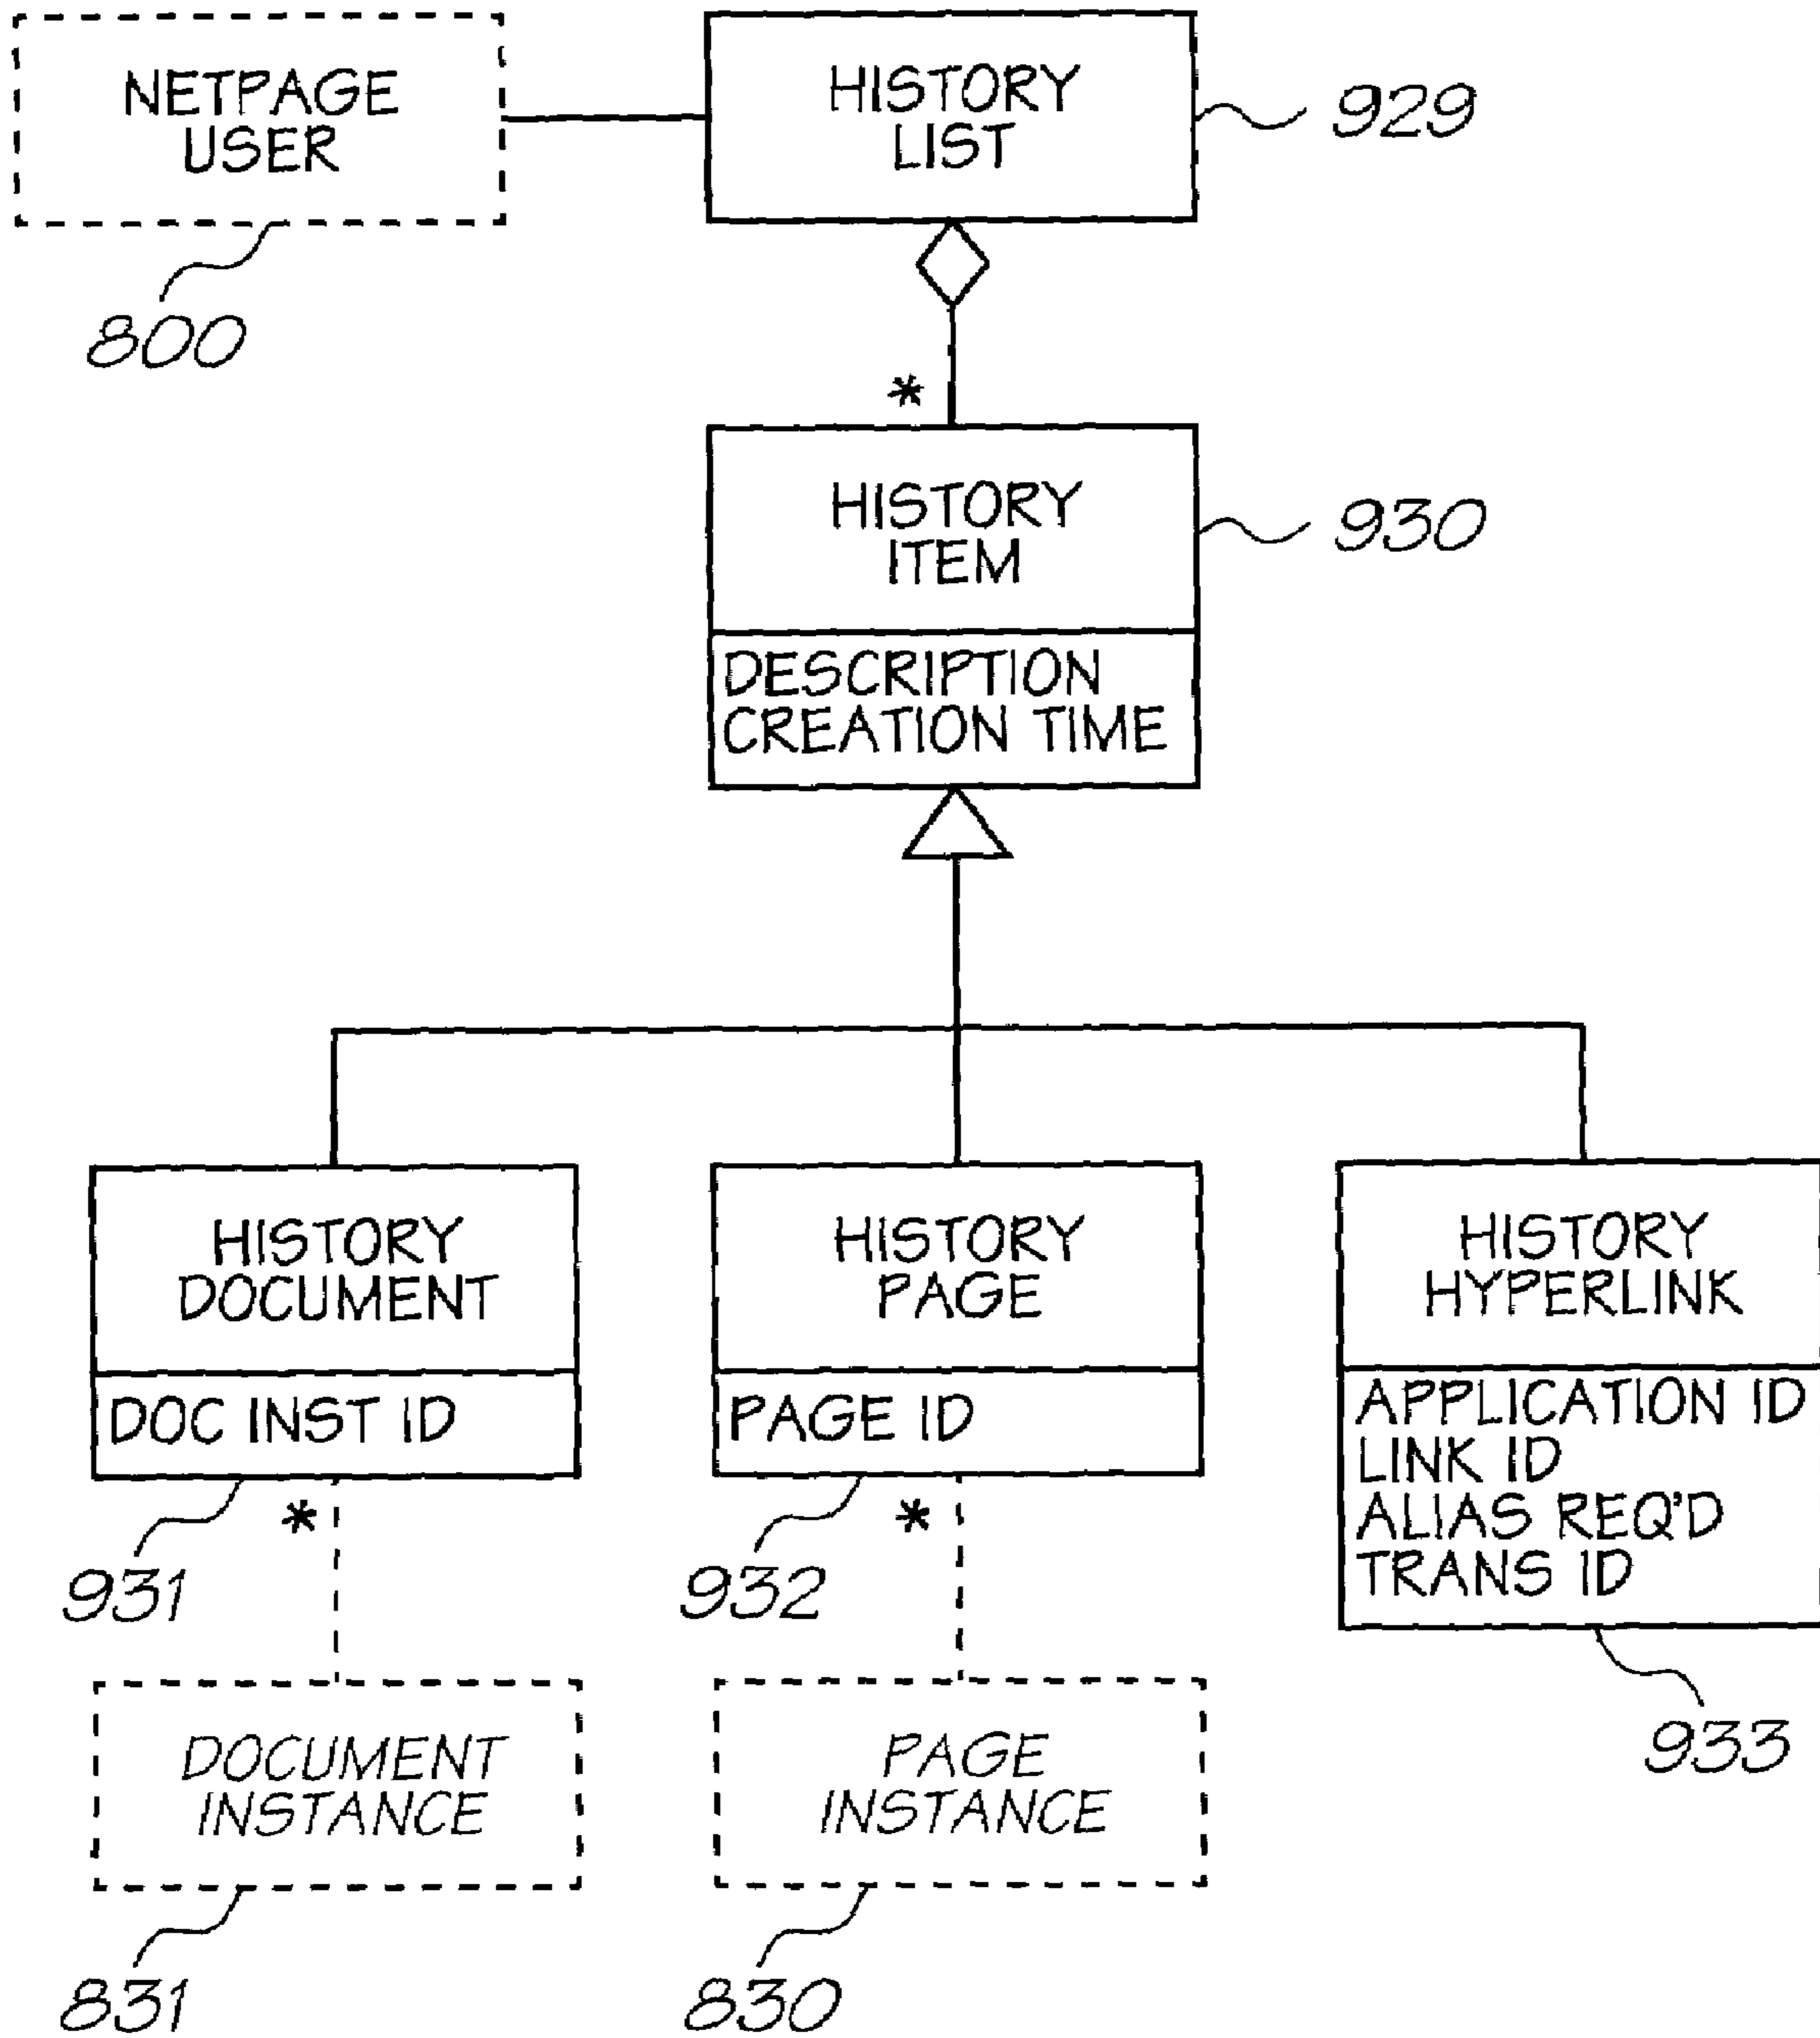 NETPAGE
USER
800
HISTORY
LIST
929
*
HISTORY
ITEM
930
DESCRIPTION
CREATION TIME
HISTORY
DOCUMENT
DOC INST ID
*
931
HISTORY
PAGE
PAGE ID
*
932
HISTORY
HYPERLINK
APPLICATION ID
LINK ID
ALIAS REQ'D
TRANS ID
933
DOCUMENT
INSTANCE
831
PAGE
INSTANCE
830